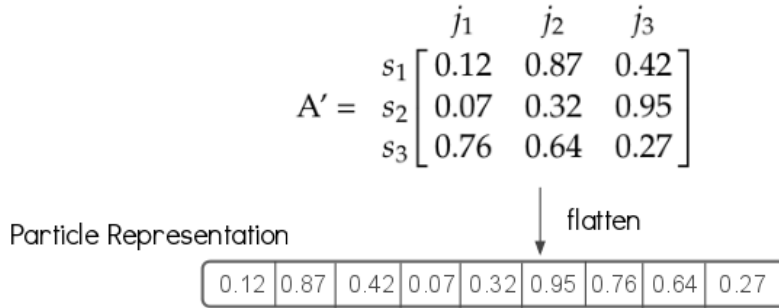 j₁ j₂ j₃
s₁ 0.12 0.87 0.42
A′ = s₂ 0.07 0.32 0.95
s₃ 0.76 0.64 0.27
flatten
Particle Representation
0.12 0.87 0.42 0.07 0.32 0.95 0.76 0.64 0.27